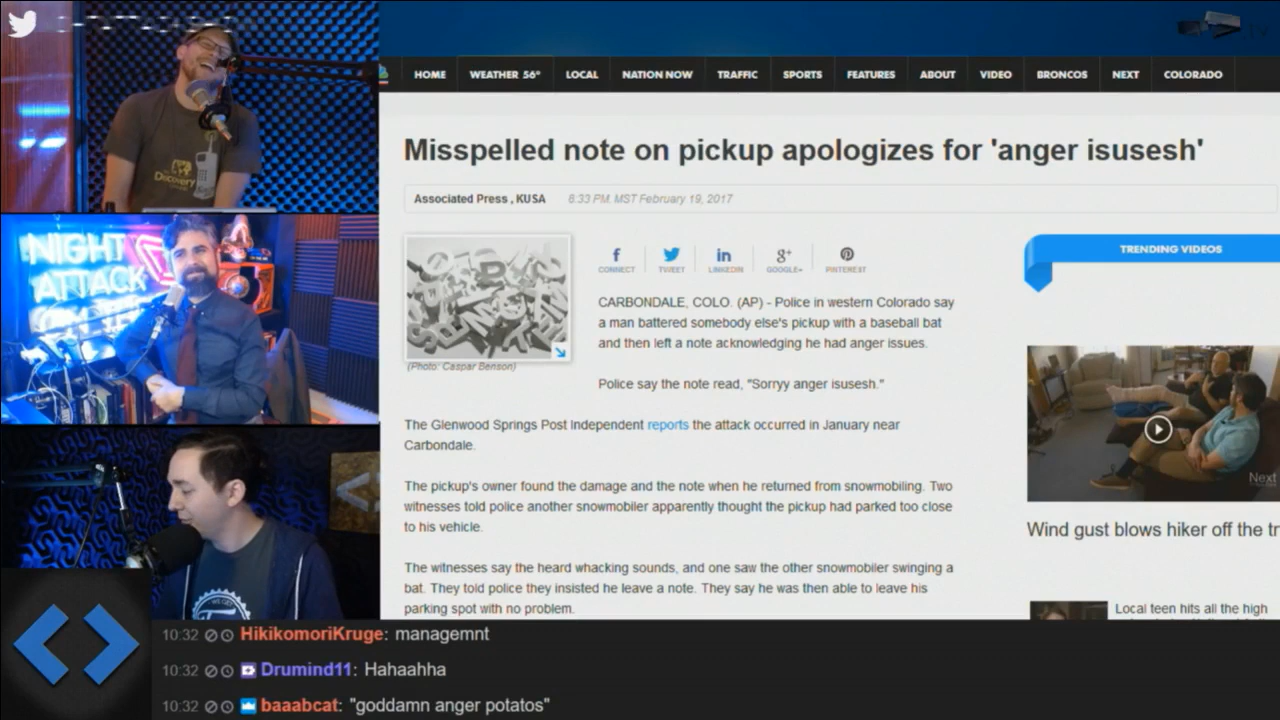 HOME WEATHER 56° LOCAL NATION NOW TRAFFIC SPORTS FEATURES ABOUT VIDEO BRONCOS NEXT COLORADO
Misspelled note on pickup apologizes for 'anger isusesh'
Associated Press , KUSA 6:33 PM. MST February 19, 2017
CONNECT TWEET LINKEDIN GOOGLE+ PINTEREST
TRENDING VIDEOS
(Photo: Caspar Benson)
CARBONDALE, COLO. (AP) - Police in western Colorado say
a man battered somebody else's pickup with a baseball bat
and then left a note acknowledging he had anger issues.
Police say the note read, "Sorryy anger isusesh."
The Glenwood Springs Post Independent reports the attack occurred in January near
Carbondale.
The pickup's owner found the damage and the note when he returned from snowmobiling. Two
witnesses told police another snowmobiler apparently thought the pickup had parked too close
to his vehicle.
The witnesses say the heard whacking sounds, and one saw the other snowmobiler swinging a
bat. They told police they insisted he leave a note. They say he was then able to leave his
parking spot with no problem.
Next
Wind gust blows hiker off the tr
Local teen hits all the high
Discovery
NIGHT
ATTACK
10:32 HikikomoriKruge: managemnt
10:32 Drumind11: Hahaahha
10:32 baaabcat: "goddamn anger potatos"